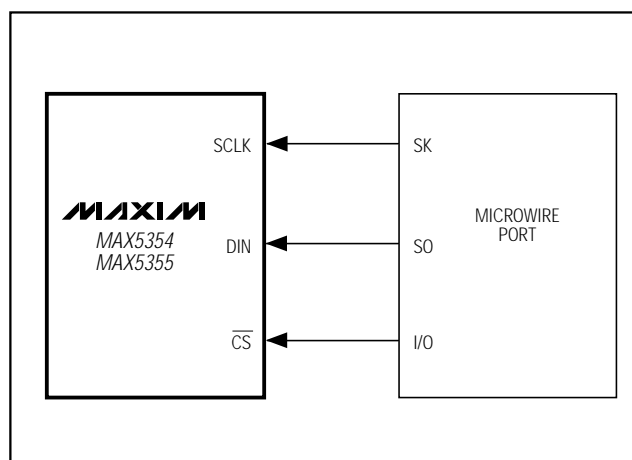 SCLK
SK
MAXIM
MAX5354
MAX5355
DIN
SO
MICROWIRE
PORT
CS
I/O